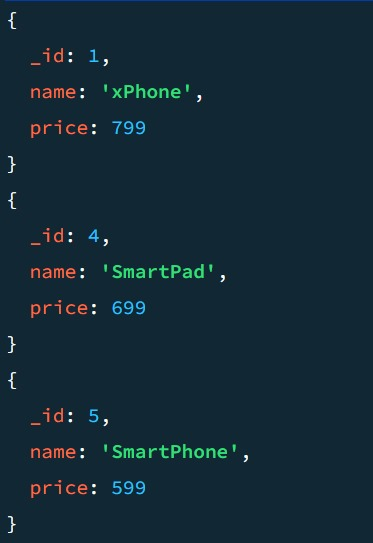 {
  _id: 1,
  name: 'xPhone',
  price: 799
}
{
  _id: 4,
  name: 'SmartPad',
  price: 699
}
{
  _id: 5,
  name: 'SmartPhone',
  price: 599
}